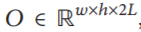 O ∈ ℝ^{w×h×2L},